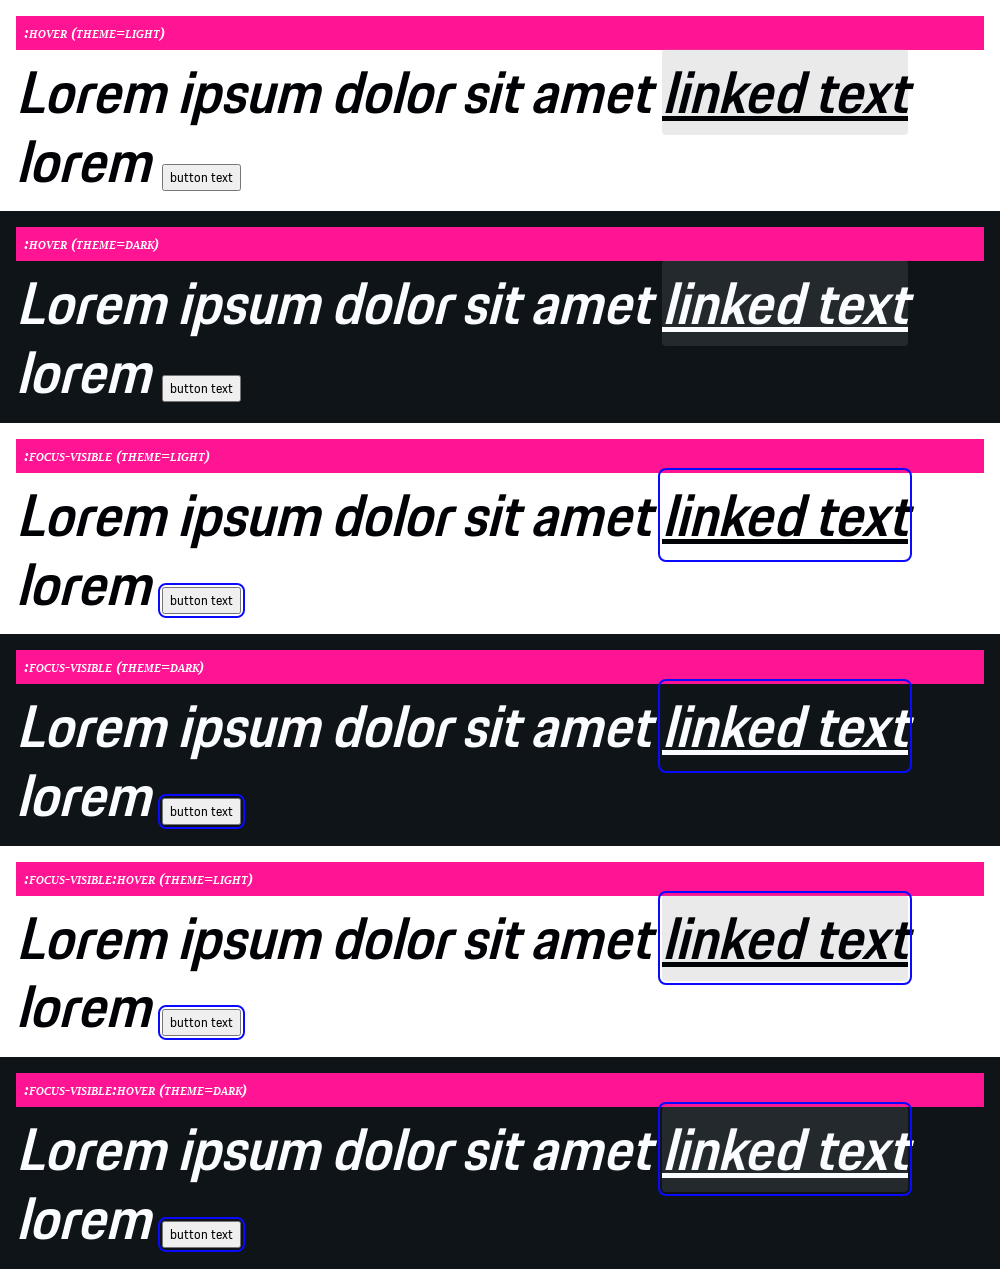 :hover (theme=light)
Lorem ipsum dolor sit amet linked text
lorem button text
:hover (theme=dark)
Lorem ipsum dolor sit amet linked text
lorem button text
:focus-visible (theme=light)
Lorem ipsum dolor sit amet linked text
lorem button text
:focus-visible (theme=dark)
Lorem ipsum dolor sit amet linked text
lorem button text
:focus-visible:hover (theme=light)
Lorem ipsum dolor sit amet linked text
lorem button text
:focus-visible:hover (theme=dark)
Lorem ipsum dolor sit amet linked text
lorem button text